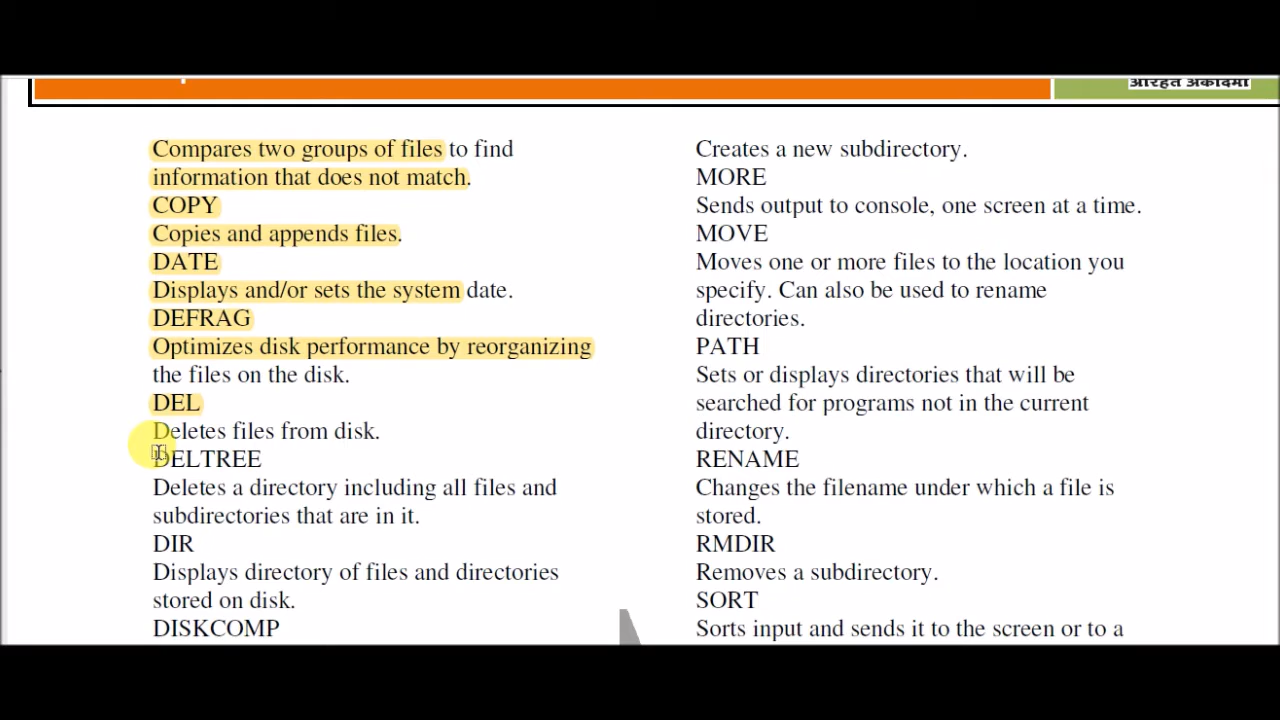 अरिहंत अकादमी
Compares two groups of files to find
information that does not match.
COPY
Copies and appends files.
DATE
Displays and/or sets the system date.
DEFRAG
Optimizes disk performance by reorganizing
the files on the disk.
DEL
Deletes files from disk.
DELTREE
Deletes a directory including all files and
subdirectories that are in it.
DIR
Displays directory of files and directories
stored on disk.
DISKCOMP
Creates a new subdirectory.
MORE
Sends output to console, one screen at a time.
MOVE
Moves one or more files to the location you
specify. Can also be used to rename
directories.
PATH
Sets or displays directories that will be
searched for programs not in the current
directory.
RENAME
Changes the filename under which a file is
stored.
RMDIR
Removes a subdirectory.
SORT
Sorts input and sends it to the screen or to a